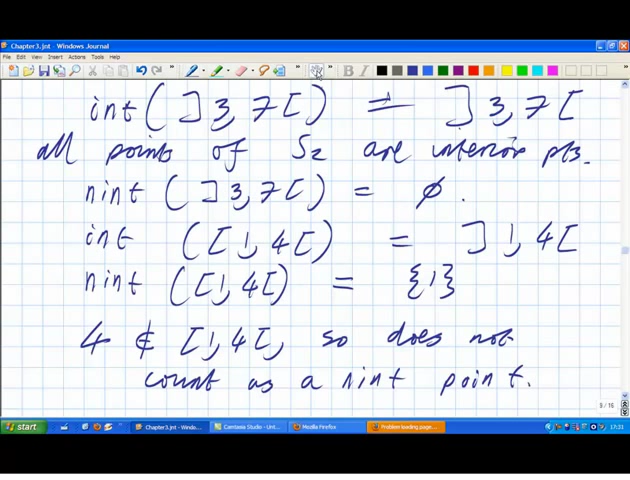 Chapter3.jnt - Windows Journal
File Edit View Insert Actions Tools Help
B I
int(]3,7[) = ]3,7[
all point of S2 are interior pts.
nint (]3,7[) = ∅.
int ([1,4[) = ]1,4[
nint ([1,4[) = {1}
4 ∉ [1,4[, so does not
count as a nint point.
9 / 16
start Chapter3.jnt - Windo... Camtasia Studio - Unt... Mozilla Firefox Problem loading page... 17:31